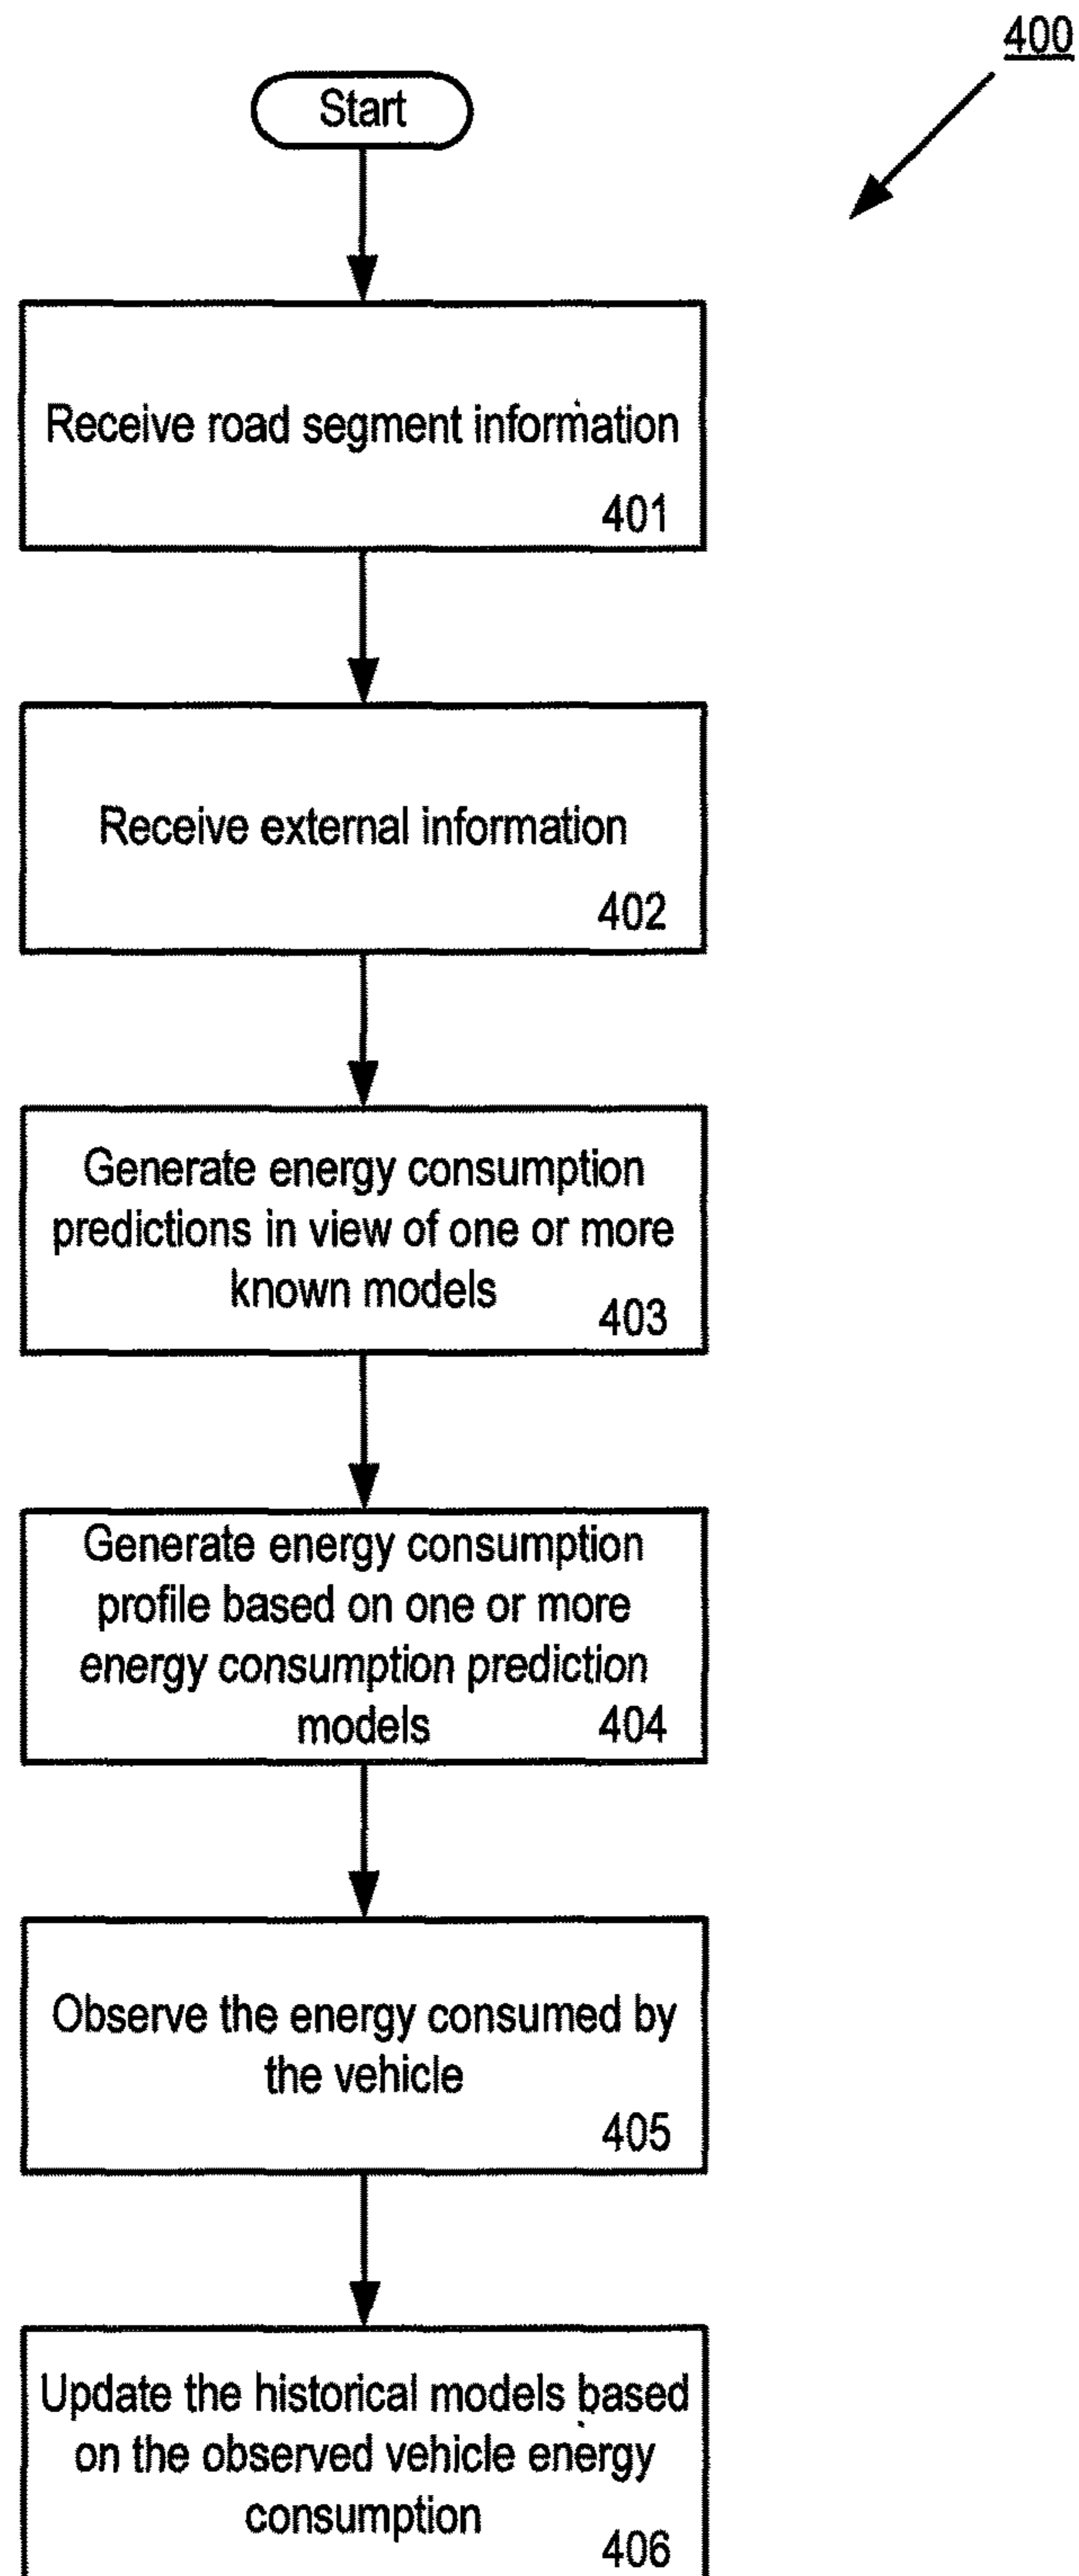 400
Start
Receive road segment information
401
Receive external information
402
Generate energy consumption
predictions in view of one or more
known models
403
Generate energy consumption
profile based on one or more
energy consumption prediction
models
404
Observe the energy consumed by
the vehicle
405
Update the historical models based
on the observed vehicle energy
consumption
406